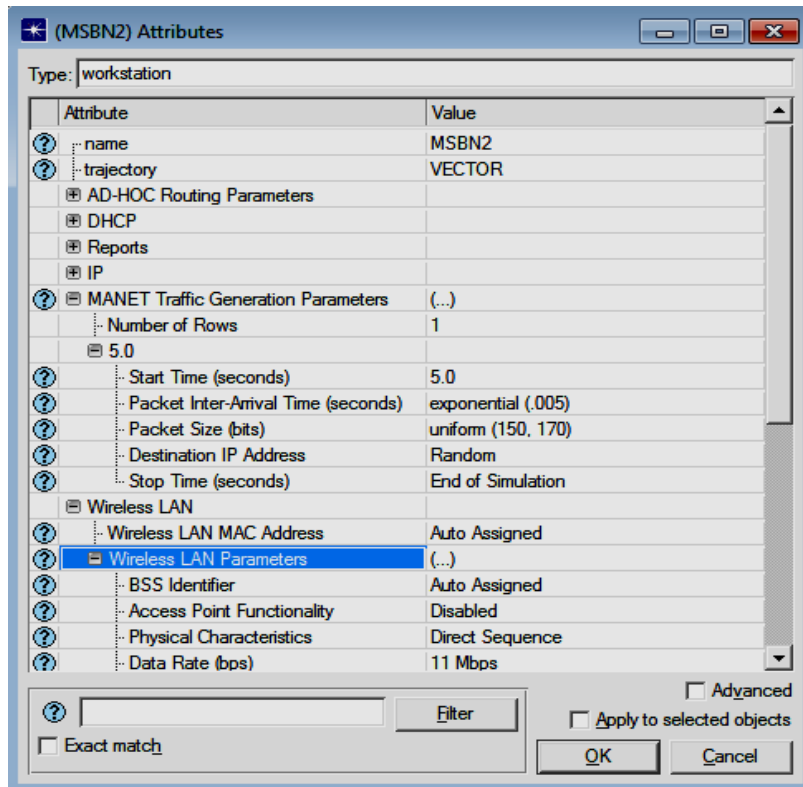 (MSBN2) Attributes
Type: workstation
Attribute Value
name MSBN2
trajectory VECTOR
AD-HOC Routing Parameters
DHCP
Reports
IP
MANET Traffic Generation Parameters (...)
Number of Rows 1
5.0
Start Time (seconds) 5.0
Packet Inter-Arrival Time (seconds) exponential (.005)
Packet Size (bits) uniform (150, 170)
Destination IP Address Random
Stop Time (seconds) End of Simulation
Wireless LAN
Wireless LAN MAC Address Auto Assigned
Wireless LAN Parameters (...)
BSS Identifier Auto Assigned
Access Point Functionality Disabled
Physical Characteristics Direct Sequence
Data Rate (bps) 11 Mbps
Advanced
Filter
Apply to selected objects
Exact match
OK Cancel